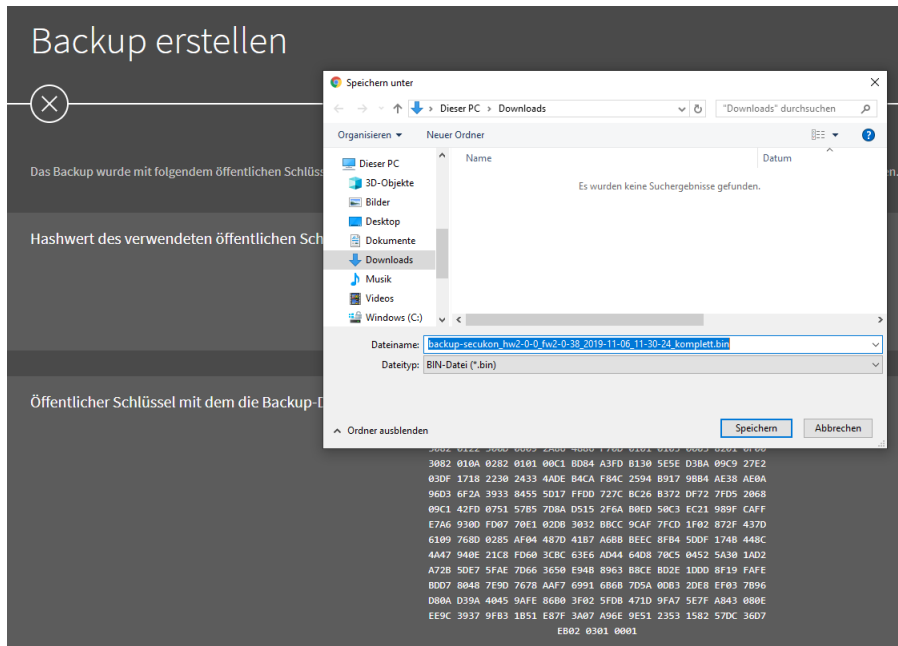 Backup erstellen
Speichern unter
Dieser PC > Downloads
"Downloads" durchsuchen
Organisieren
Neuer Ordner
Name
Datum
Es wurden keine Suchergebnisse gefunden.
Dieser PC
3D-Objekte
Bilder
Desktop
Dokumente
Downloads
Musik
Videos
Windows (C:)
Dateiname: backup-secukon_hw2-0-0_fw2-0-38_2019-11-06_11-30-24_komplett.bin
Dateityp: BIN-Datei (*.bin)
Ordner ausblenden
Speichern
Abbrechen
Das Backup wurde mit folgendem öffentlichen
Hashwert des verwendeten öffentlichen
Öffentlicher Schlüssel mit dem die
3082 010A 0282 0101 00C1 BD84 A3FD B130 5E5E D3BA 09C9 27E2
03DF 1718 2230 2433 4ADE B4CA F84C 2594 B917 9BB4 AE38 AE0A
96D3 6F2A 3933 8455 5D17 FFDD 727C BC26 B372 DF72 7FD5 2068
09C1 42FD 0751 57B5 7D8A D515 2F6A B0ED 50C3 EC21 989F CAFF
E7A6 930D FD07 70E1 02DB 3032 BBCC 9CAF 7FCD 1F02 872F 437D
6109 768D 0285 AF04 487D 41B7 A6BB BEEC 8FB4 5DDF 174B 448C
4A47 940E 21C8 FD60 3CBC 63E6 AD44 64D8 70C5 0452 5A30 1AD2
A72B 5DE7 5FAE 7D66 3650 E94B 8963 B8CE BD2E 1DDD 8F19 FAFE
BDD7 8048 7E9D 7678 AAF7 6991 6B6B 7D5A 0DB3 2DE8 EF03 7B96
D80A D39A 4045 9AFE 86B0 3F02 5FDB 471D 9FA7 5E7F A843 080E
EE9C 3937 9FB3 1B51 E87F 3A07 A96E 9E51 2353 1582 57DC 36D7
EB02 0301 0001